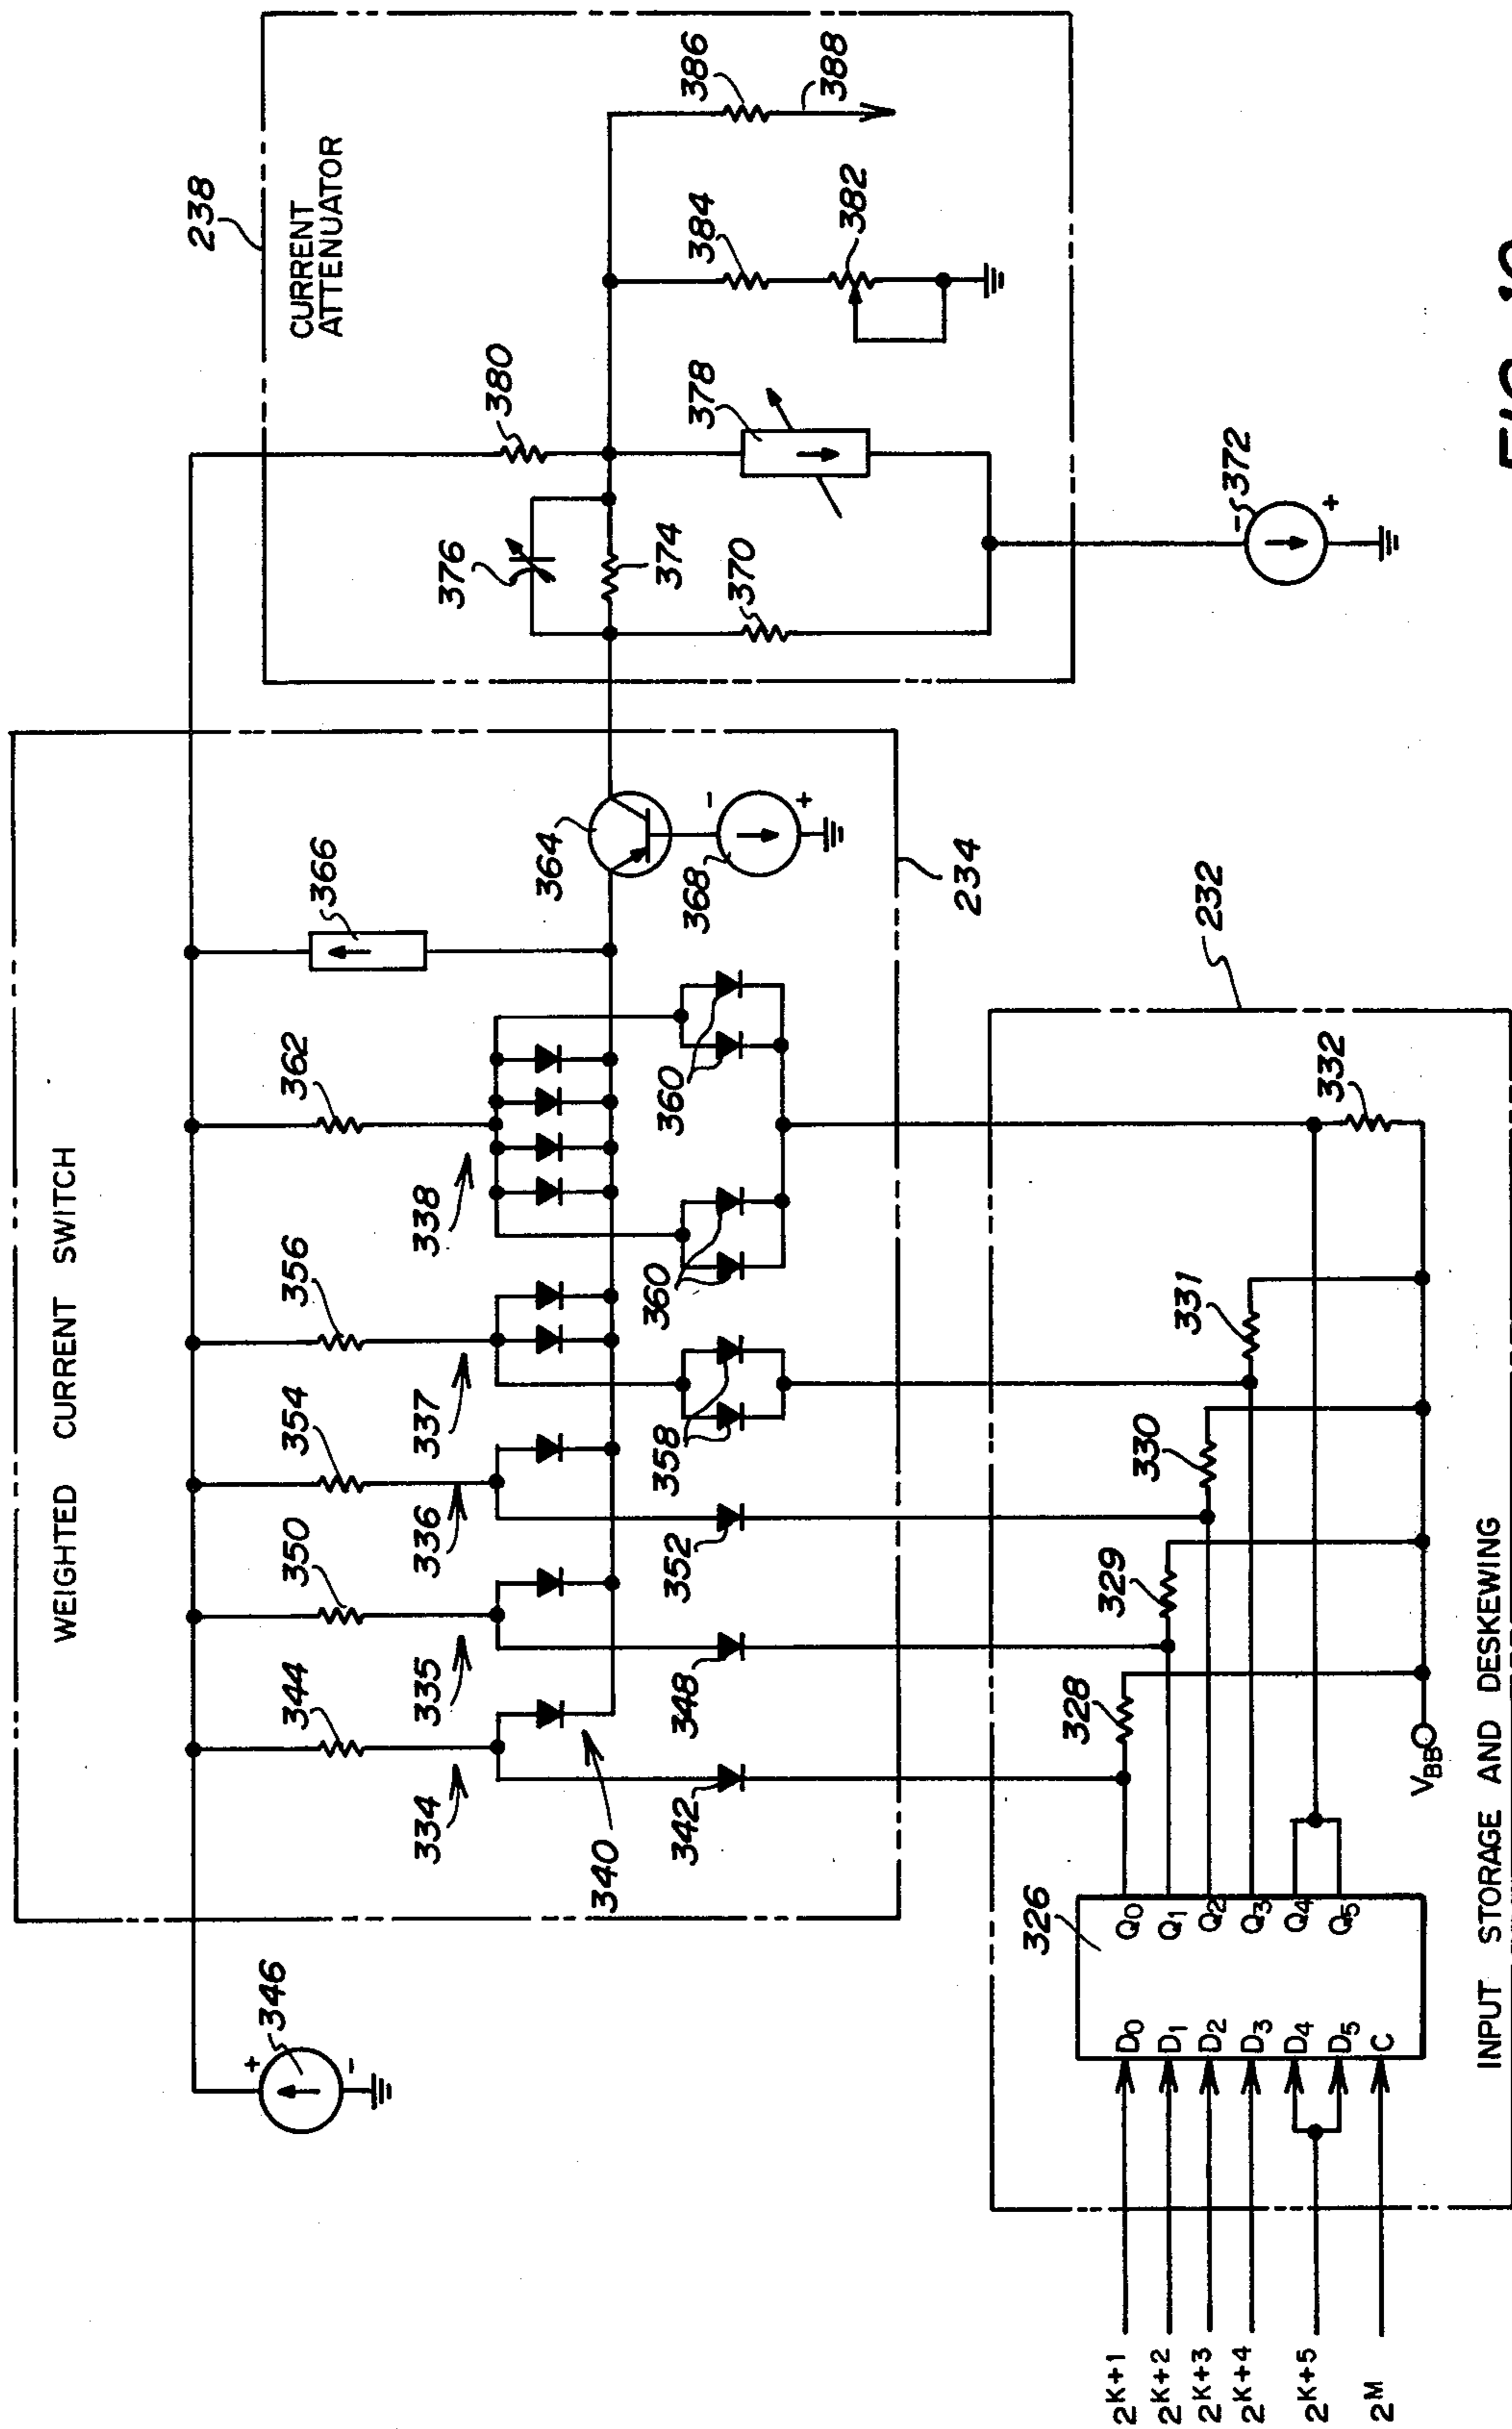 WEIGHTED CURRENT SWITCH
346
344
350
354
356
362
366
334
335
336
337
338
340
342
348
352
358
360
360
364
368
234
238
CURRENT
ATTENUATOR
376
374
380
370
378
384
382
386
388
372
+
-
-
+
-
+
232
326
328
329
330
331
332
2K+1
2K+2
2K+3
2K+4
2K+5
2M
D0
D1
D2
D3
D4
D5
C
Q0
Q1
Q2
Q3
Q4
Q5
VBB
INPUT STORAGE AND DESKEWING